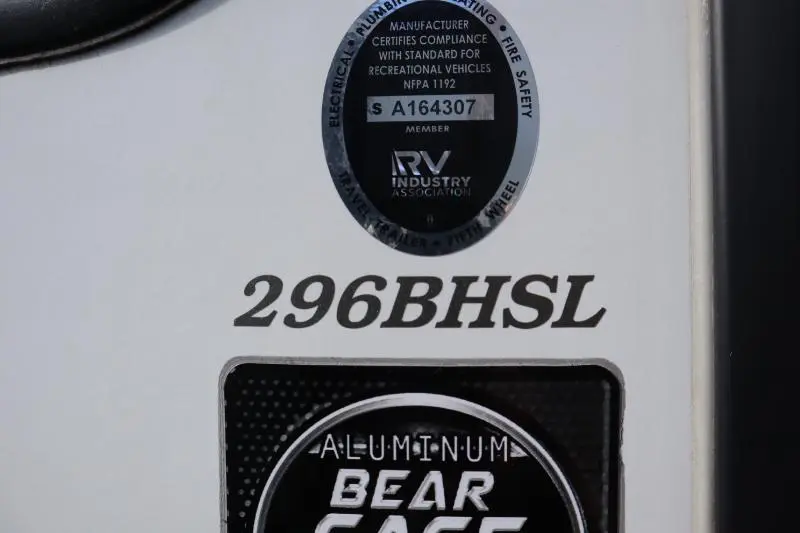 ELECTRICAL • PLUMBING • HEATING • FIRE SAFETY
MANUFACTURER
CERTIFIES COMPLIANCE
WITH STANDARD FOR
RECREATIONAL VEHICLES
NFPA 1192
S A164307
MEMBER
RV
INDUSTRY
ASSOCIATION
TRAVEL TRAILER • FIFTH WHEEL
296BHSL
ALUMINUM
BEAR
CAGE